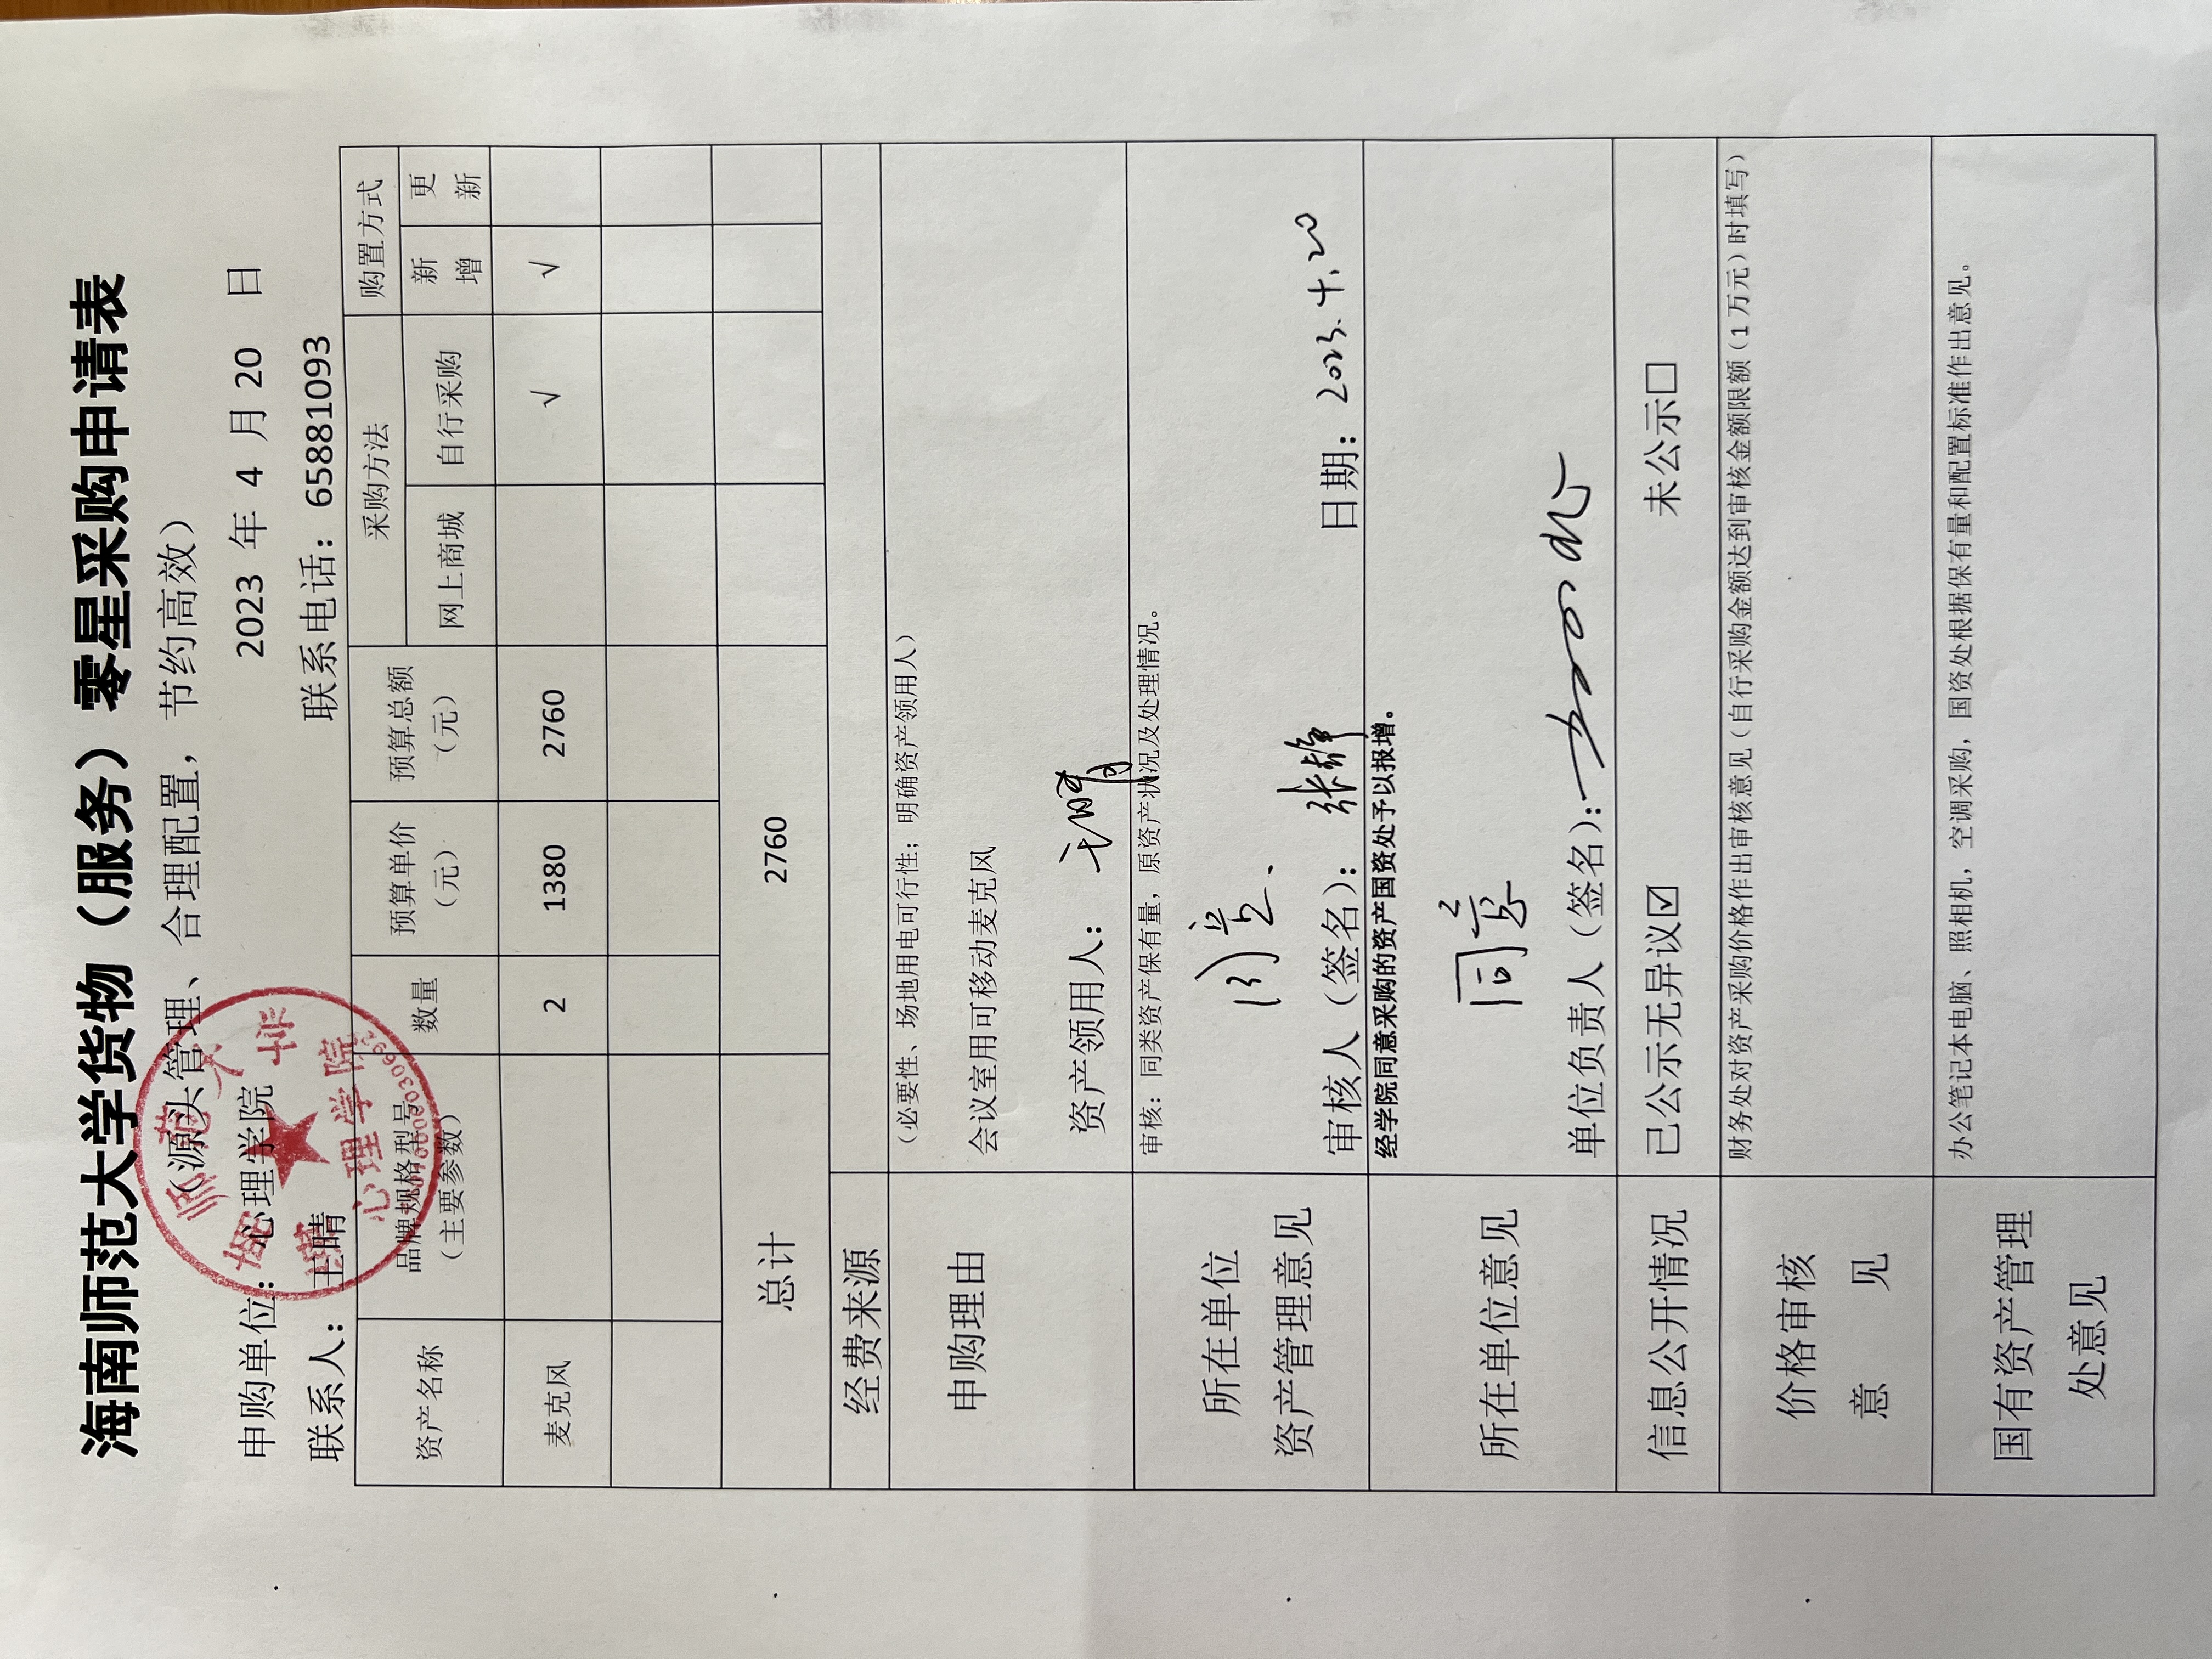 海南师范大学货物（服务）零星采购申请表
（源头管理、合理配置，节约高效）
申购单位：心理学院 2023 年 4 月 20 日
联系人：王晴 联系电话：65881093
资产名称 品牌规格型号（主要参数） 数量 预算单价（元） 预算总额（元） 采购方法 购置方式
网上商城 自行采购 新增 更新
麦克风 2 1380 2760 √ √
总计 2760
经费来源
申购理由
（必要性、场地用电可行性；明确资产领用人）
会议室用可移动麦克风
资产领用人：王晴
所在单位
资产管理意见
审核：同类资产保有量，原资产状况及处理情况。
同意、
审核人（签名）： 日期：2023.4.20
所在单位意见
经学院同意采购的资产国资处予以报增。
同意
单位负责人（签名）：
信息公开情况 已公示无异议☑ 未公示□
价格审核
意 见
财务处对资产采购价格作出审核意见（自行采购金额达到审核金额限额（1 万元）时填写）
国有资产管理
处意见
办公笔记本电脑、照相机，空调采购，国资处根据保有量和配置标准作出意见。
心理学院